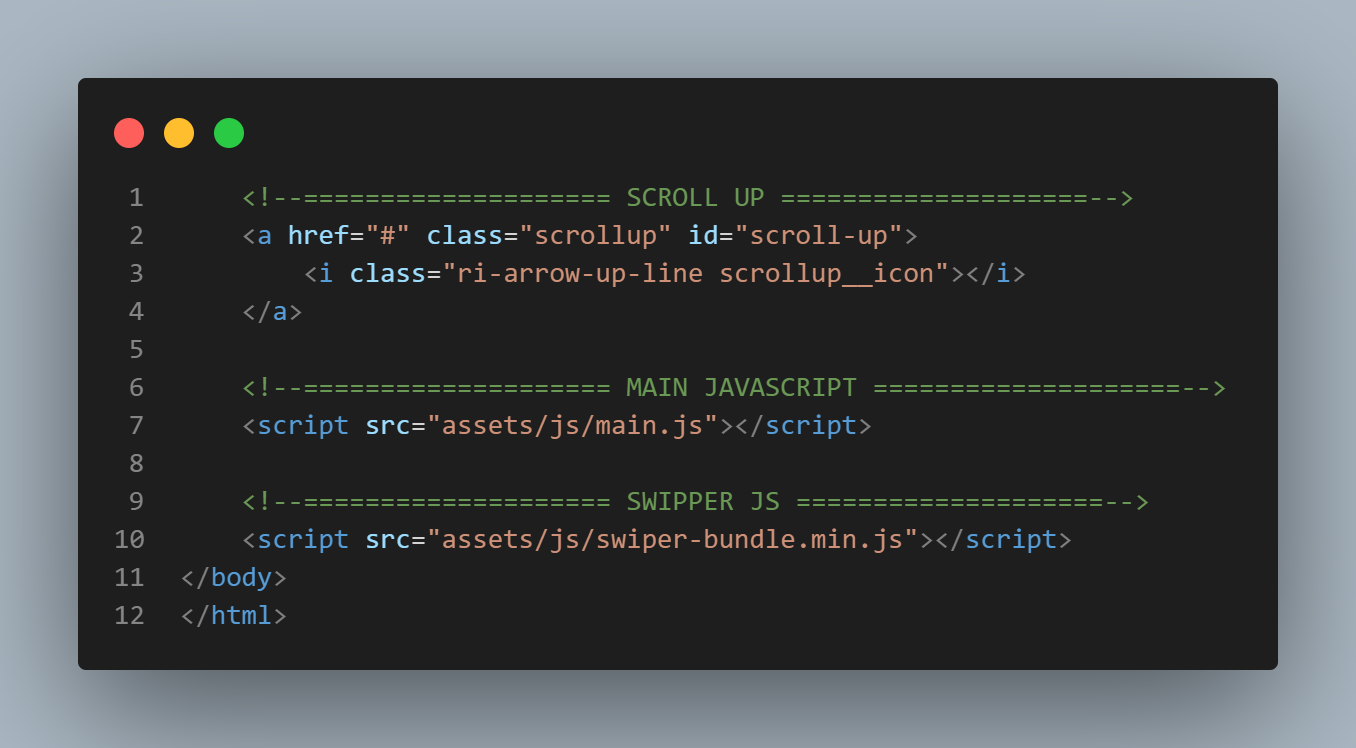 1 <!--==================== SCROLL UP ====================-->
2 <a href="#" class="scrollup" id="scroll-up">
3 <i class="ri-arrow-up-line scrollup__icon"></i>
4 </a>
5
6 <!--==================== MAIN JAVASCRIPT ====================-->
7 <script src="assets/js/main.js"></script>
8
9 <!--==================== SWIPPER JS ====================-->
10 <script src="assets/js/swiper-bundle.min.js"></script>
11 </body>
12 </html>